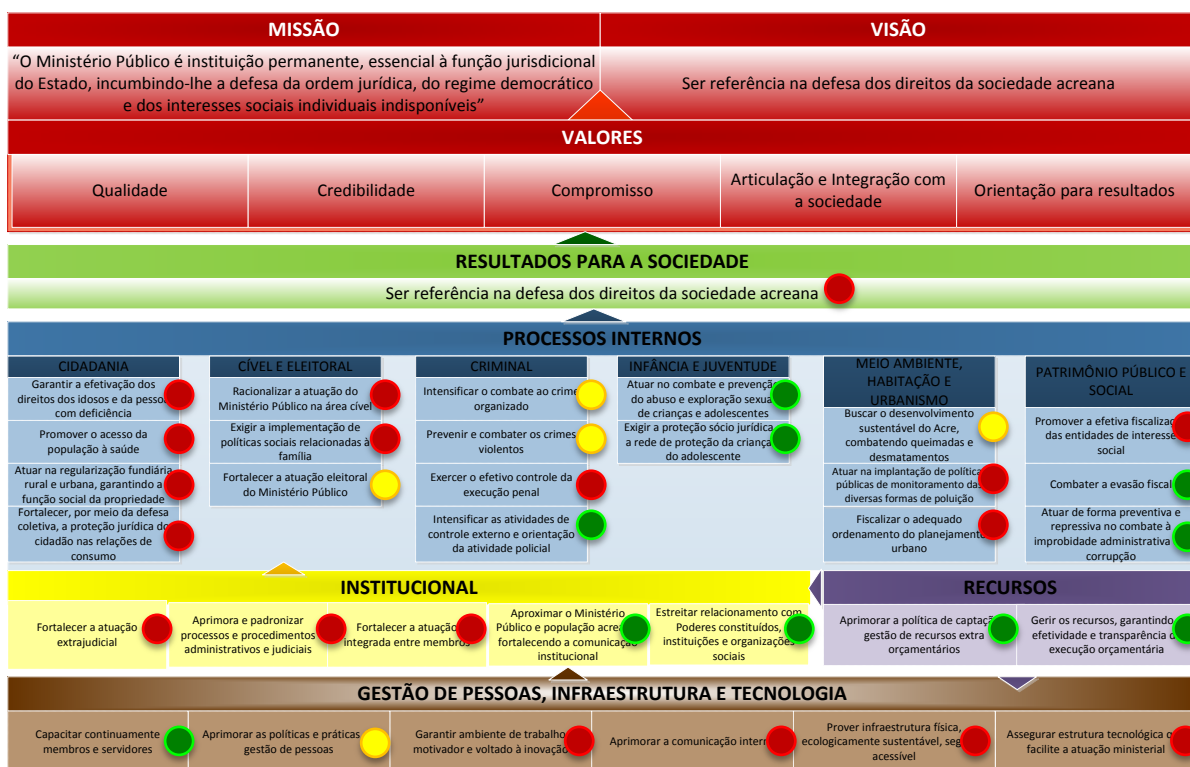 MISSÃO
VISÃO
“O Ministério Público é instituição permanente, essencial à função jurisdicional
do Estado, incumbindo-lhe a defesa da ordem jurídica, do regime democrático
e dos interesses sociais individuais indisponíveis”
Ser referência na defesa dos direitos da sociedade acreana
VALORES
Qualidade
Credibilidade
Compromisso
Articulação e Integração com
a sociedade
Orientação para resultados
RESULTADOS PARA A SOCIEDADE
Ser referência na defesa dos direitos da sociedade acreana
PROCESSOS INTERNOS
CIDADANIA
Garantir a efetivação dos
direitos dos idosos e da pessoa
com deficiência
Promover o acesso da
população à saúde
Atuar na regularização fundiária
rural e urbana, garantindo a
função social da propriedade
Fortalecer, por meio da defesa
coletiva, a proteção jurídica do
cidadão nas relações de
consumo
CÍVEL E ELEITORAL
Racionalizar a atuação do
Ministério Público na área cível
Exigir a implementação de
políticas sociais relacionadas à
família
Fortalecer a atuação eleitoral
do Ministério Público
CRIMINAL
Intensificar o combate ao crime
organizado
Prevenir e combater os crimes
violentos
Exercer o efetivo controle da
execução penal
Intensificar as atividades de
controle externo e orientação
da atividade policial
INFÂNCIA E JUVENTUDE
Atuar no combate e prevenção
do abuso e exploração sexual
de crianças e adolescentes
Exigir a proteção sócio jurídica
a rede de proteção da criança
do adolescente
MEIO AMBIENTE,
HABITAÇÃO E
URBANISMO
Buscar o desenvolvimento
sustentável do Acre,
combatendo queimadas e
desmatamentos
Atuar na implantação de política
públicas de monitoramento das
diversas formas de poluição
Fiscalizar o adequado
ordenamento do planejamento
urbano
PATRIMÔNIO PÚBLICO E
SOCIAL
Promover a efetiva fiscaliza
das entidades de interesse
social
Combater a evasão fiscal
Atuar de forma preventiva e
repressiva no combate à
improbidade administrativa
corrupção
INSTITUCIONAL
Fortalecer a atuação
extrajudicial
Aprimora e padronizar
processos e procedimentos
administrativos e judiciais
Fortalecer a atuação
integrada entre membros
Aproximar o Ministério
Público e população acrea
fortalecendo a comunicação
institucional
Estreitar relacionamento com
Poderes constituídos,
instituições e organizações
sociais
RECURSOS
Aprimorar a política de captaçã
gestão de recursos extra
orçamentários
Gerir os recursos, garantindo
efetividade e transparência d
execução orçamentária
GESTÃO DE PESSOAS, INFRAESTRUTURA E TECNOLOGIA
Capacitar continuamente
membros e servidores
Aprimorar as políticas e práticas
gestão de pessoas
Garantir ambiente de trabalho
motivador e voltado à inovação
Aprimorar a comunicação intern
Prover infraestrutura física,
ecologicamente sustentável, seg
acessível
Assegurar estrutura tecnológica q
facilite a atuação ministerial